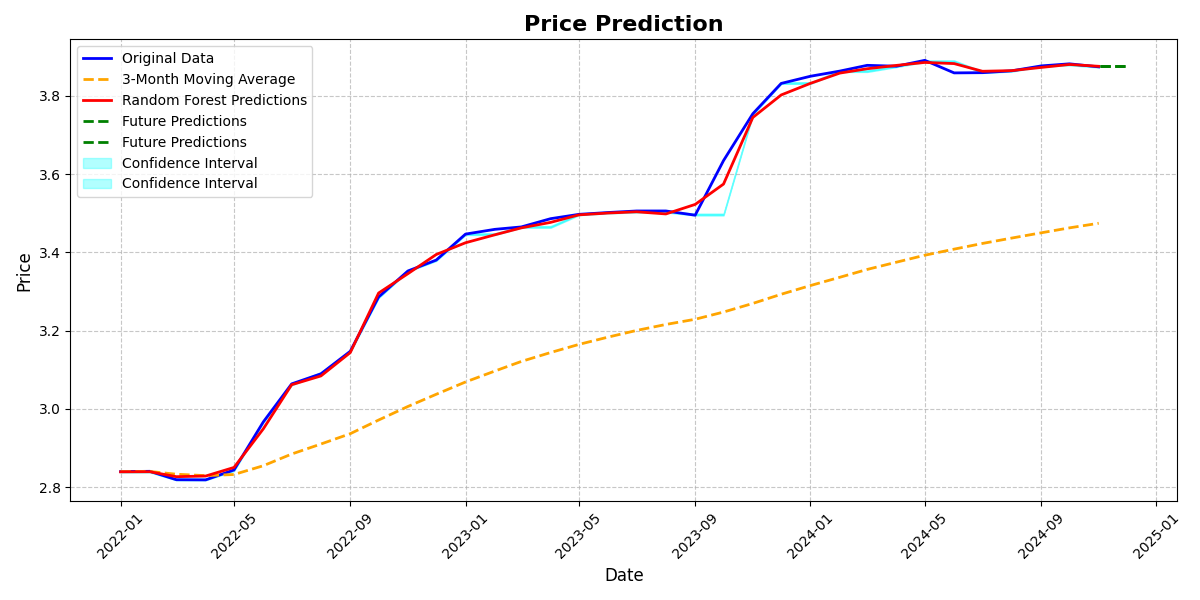 Price Prediction
Original Data
3-Month Moving Average
Random Forest Predictions
Future Predictions
Future Predictions
Confidence Interval
Confidence Interval
Price
3.8
3.6
3.4
3.2
3.0
2.8
2022-01
2022-05
2022-09
2023-01
2023-05
2023-09
2024-01
2024-05
2024-09
2025-01
Date